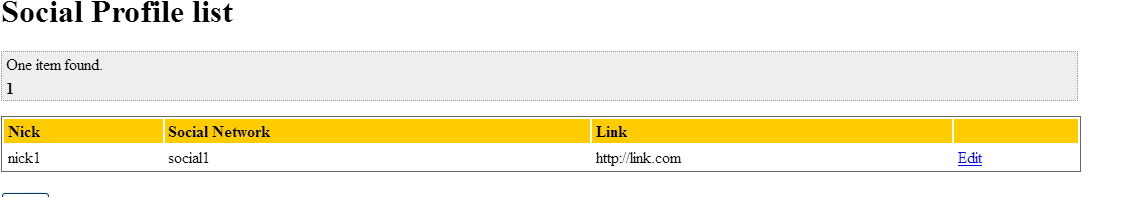 Social Profile list
One item found.
1
Nick Social Network Link
nick1 social1 http://link.com Edit